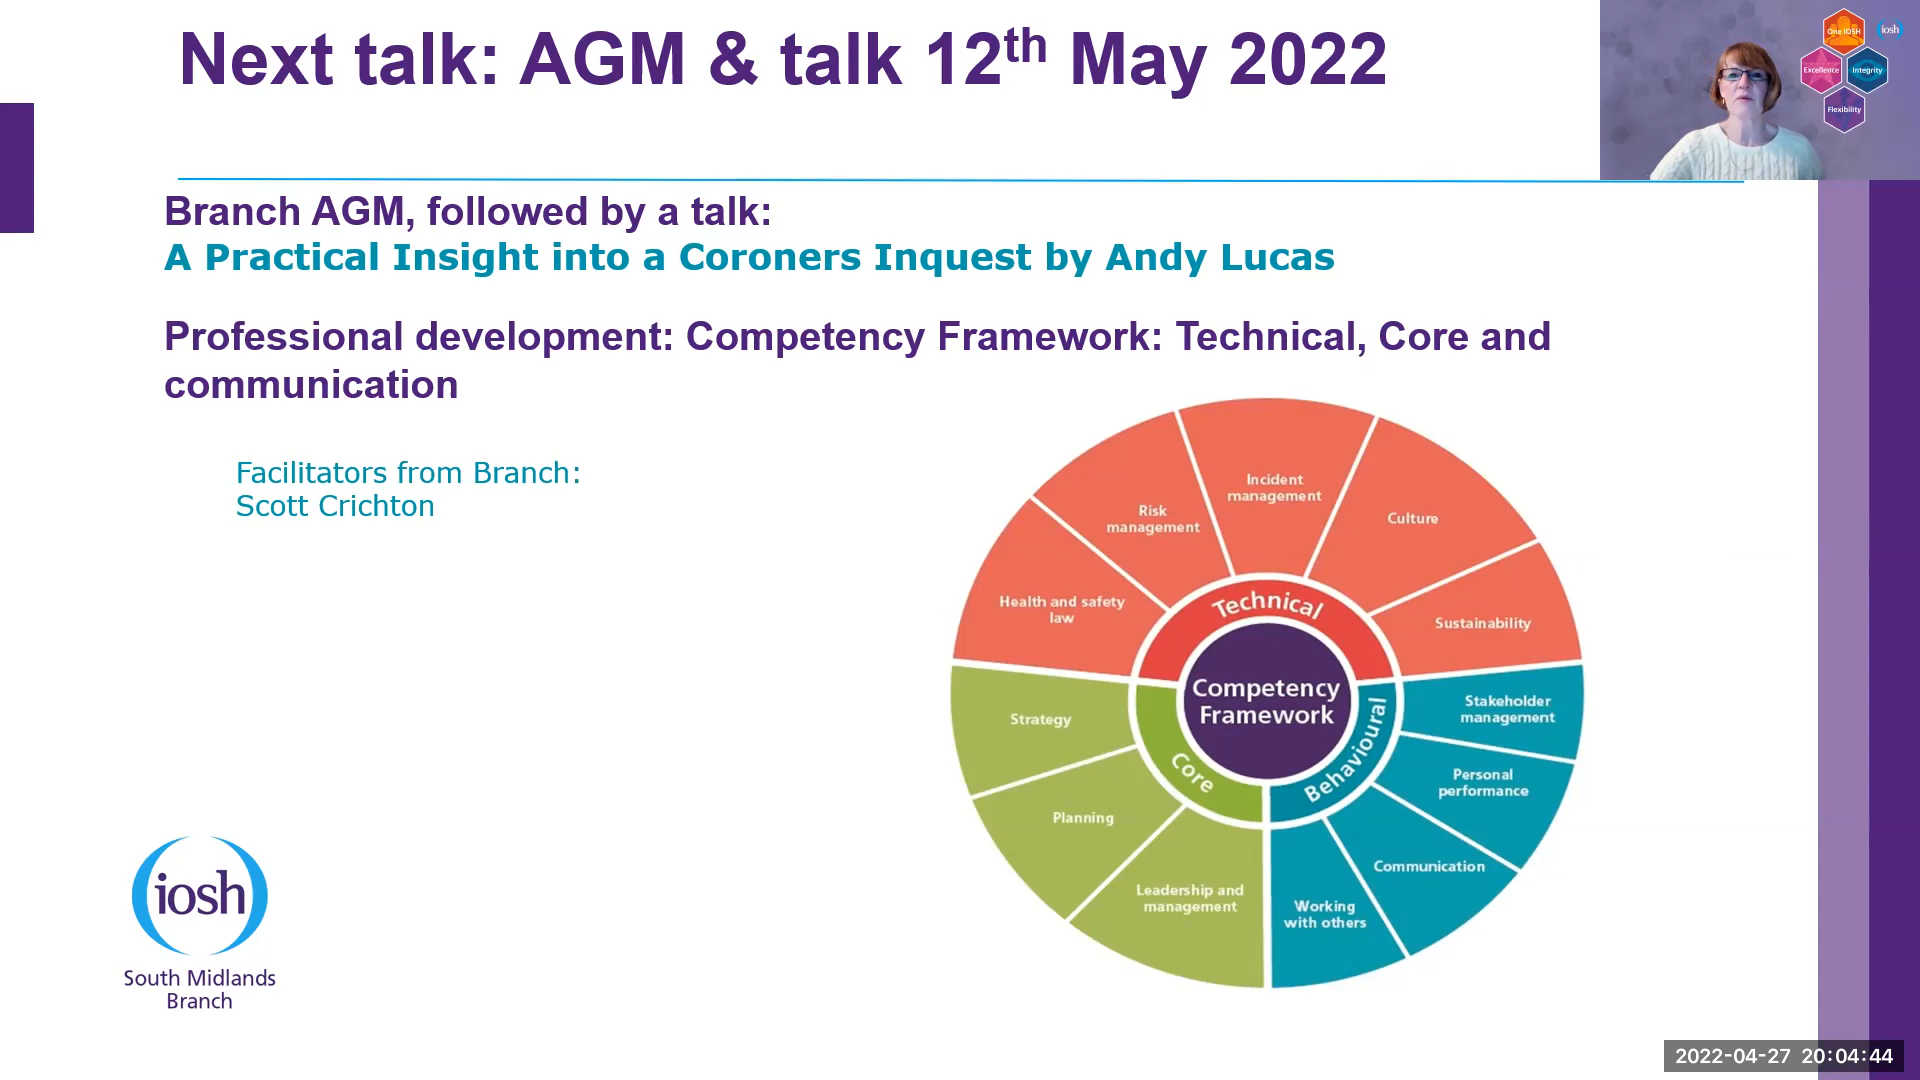 Next talk: AGM & talk 12th May 2022
One IOSH
iosh
Excellence
Integrity
Flexibility
Branch AGM, followed by a talk:
A Practical Insight into a Coroners Inquest by Andy Lucas
Professional development: Competency Framework: Technical, Core and
communication
Facilitators from Branch:
Scott Crichton
Incident
management
Risk
management
Culture
Health and safety
law
Sustainability
Technical
Competency
Framework
Behavioural
Core
Stakeholder
management
Strategy
Personal
performance
Planning
Communication
Leadership and
management
Working
with others
iosh
South Midlands
Branch
2022-04-27 20:04:44